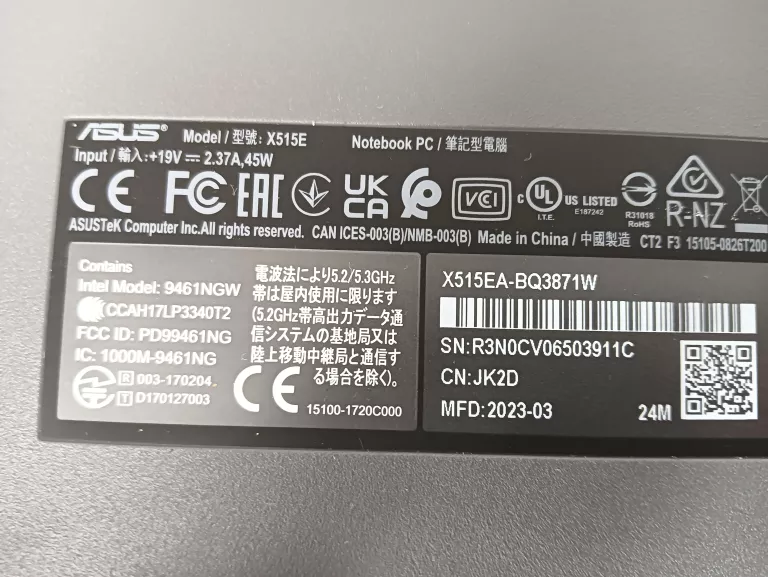 ASUS® Model / 型號: X515E Notebook PC / 筆記型電腦
Input / 輸入:+19V⎓ 2.37A,45W
CE FC EAC UK CA VCI c UL US LISTED R-NZ
I.T.E. E187242 R31018 RoHS
ASUSTeK Computer Inc.All rights reserved. CAN ICES-003(B)/NMB-003(B) Made in China / 中國製造 CT2 F3 15105-0826T200
Contains
Intel Model: 9461NGW
CCAH17LP3340T2
FCC ID: PD99461NG
IC: 1000M-9461NG
R 003-170204
T D170127003
電波法により5.2/5.3GHz
帯は屋内使用に限ります
(5.2GHz帯高出力データ通
信システムの基地局又は
陸上移動中継局と通信す
る場合を除く)。
CE 15100-1720C000
X515EA-BQ3871W
SN:R3N0CV06503911C
CN:JK2D
MFD:2023-03 24M